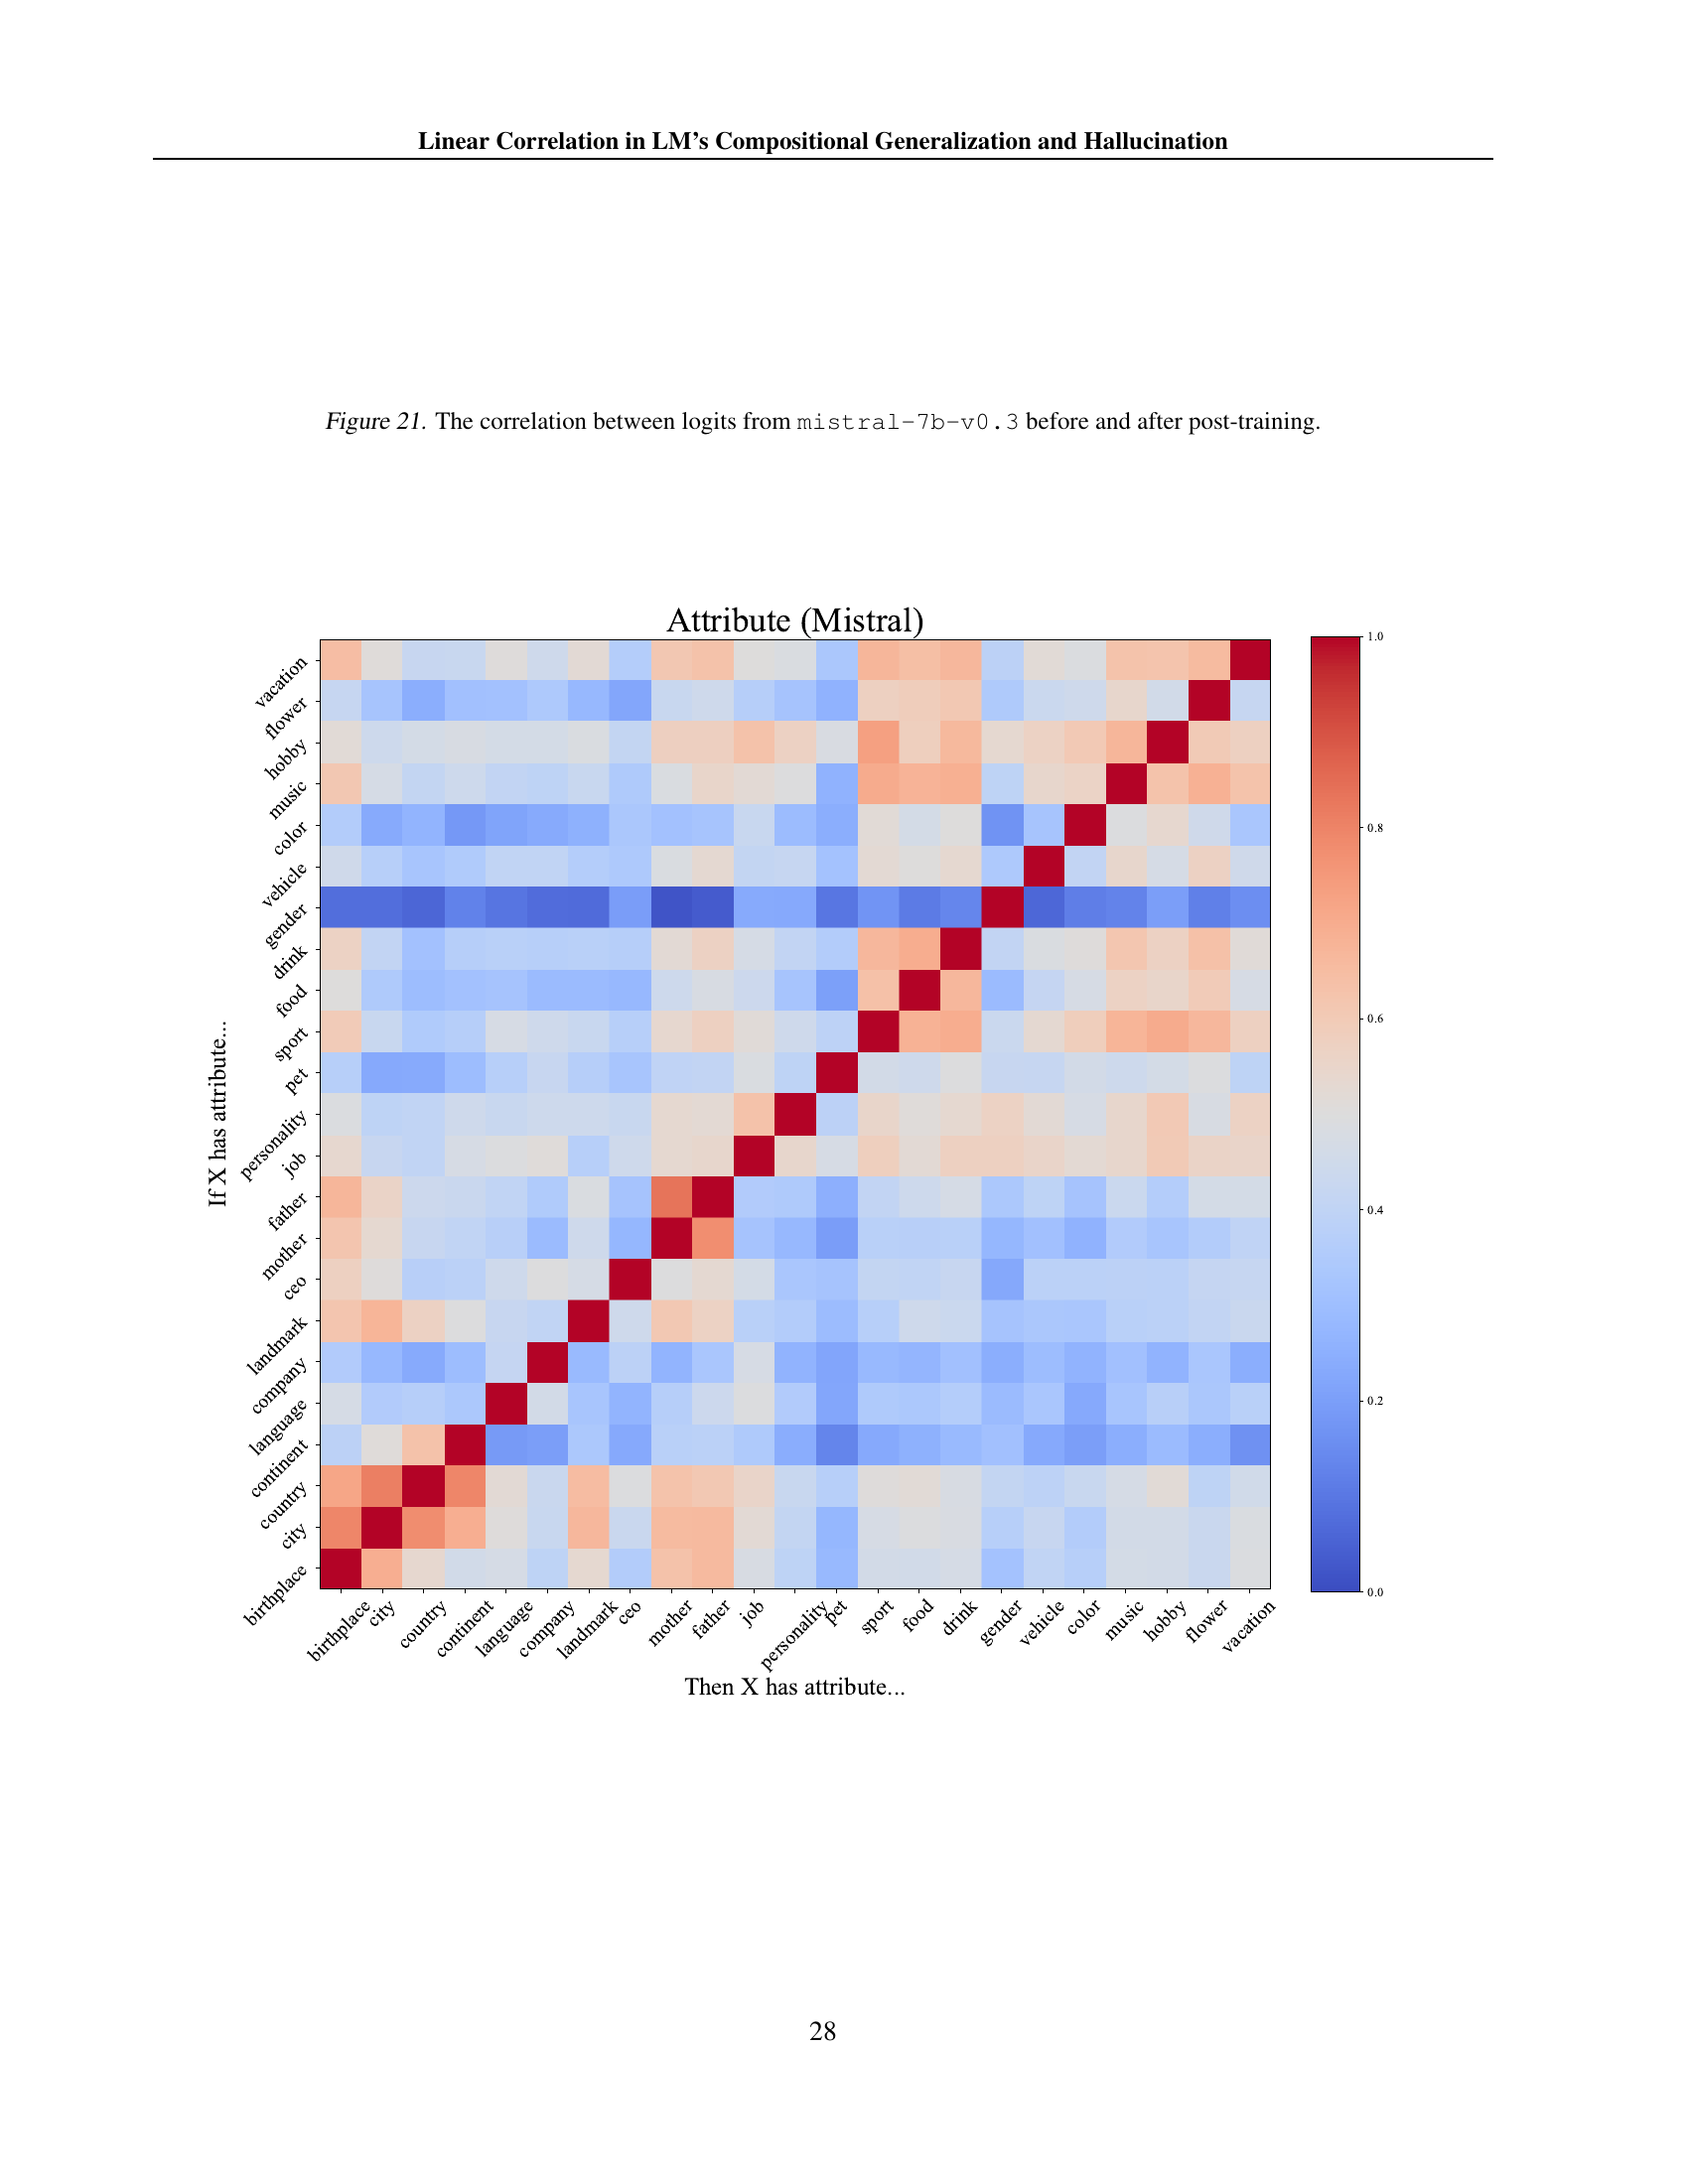 Linear Correlation in LM's Compositional Generalization and Hallucination
Figure 21. The correlation between logits from mistral-7b-v0.3 before and after post-training.
Attribute (Mistral)
If X has attribute...
vacation
flower
hobby
music
color
vehicle
gender
drink
food
sport
pet
personality
job
father
mother
ceo
landmark
company
language
continent
country
city
birthplace
birthplace
city
country
continent
language
company
landmark
ceo
mother
father
job
personality
pet
sport
food
drink
gender
vehicle
color
music
hobby
flower
vacation
Then X has attribute...
1.0
0.8
0.6
0.4
0.2
0.0
28